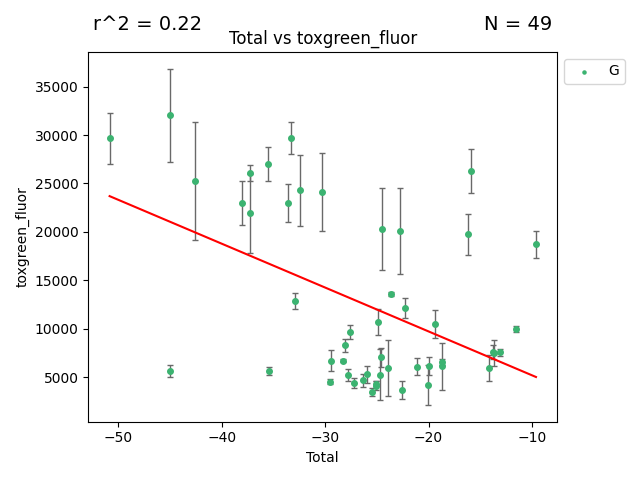 r^2 = 0.22
N = 49
Total vs toxgreen_fluor
G
35000
30000
25000
20000
15000
10000
5000
toxgreen_fluor
−50
−40
−30
−20
−10
Total